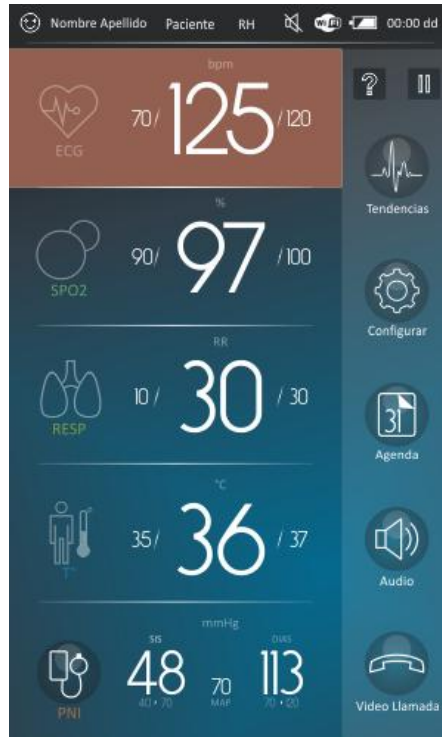 Nombre Apellido Paciente RH WiFi 00:00 dd
bpm
70/ 125 /120
ECG
?
Tendencias
%
90/ 97 /100
SPO2
Configurar
RR
10 / 30 / 30
RESP
31
Agenda
°C
35/ 36 / 37
T°
Audio
mmHg
SIS DIAS
48 70 113
40 • 70 MAP 70 • 120
PNI
Video Llamada